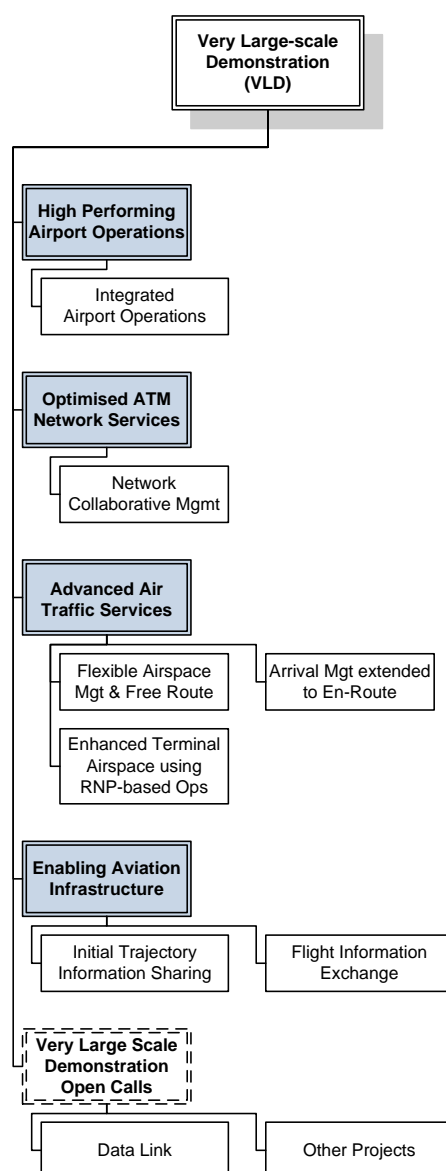 Very Large-scale
Demonstration
(VLD)
High Performing
Airport Operations
Integrated
Airport Operations
Optimised ATM
Network Services
Network
Collaborative Mgmt
Advanced Air
Traffic Services
Flexible Airspace
Mgt & Free Route
Arrival Mgt extended
to En-Route
Enhanced Terminal
Airspace using
RNP-based Ops
Enabling Aviation
Infrastructure
Initial Trajectory
Information Sharing
Flight Information
Exchange
Very Large Scale
Demonstration
Open Calls
Data Link
Other Projects